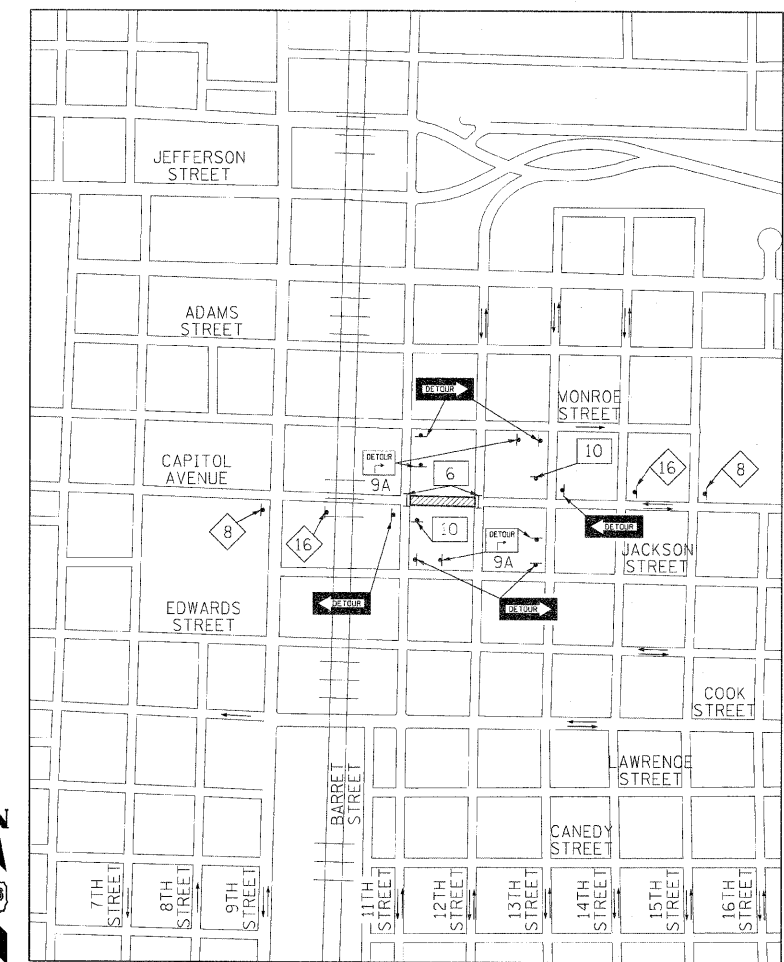 JEFFERSON
STREET
ADAMS
STREET
DETOUR
MONROE
STREET
DETOUR
9A
6
10
16
8
CAPITOL
AVENUE
8
16
10
DETOUR
9A
DETOUR
JACKSON
STREET
DETOUR
DETOUR
EDWARDS
STREET
COOK
STREET
LAWRENCE
STREET
BARRET
STREET
CANEDY
STREET
7TH
STREET
8TH
STREET
9TH
STREET
11TH
STREET
12TH
STREET
13TH
STREET
14TH
STREET
15TH
STREET
16TH
STREET